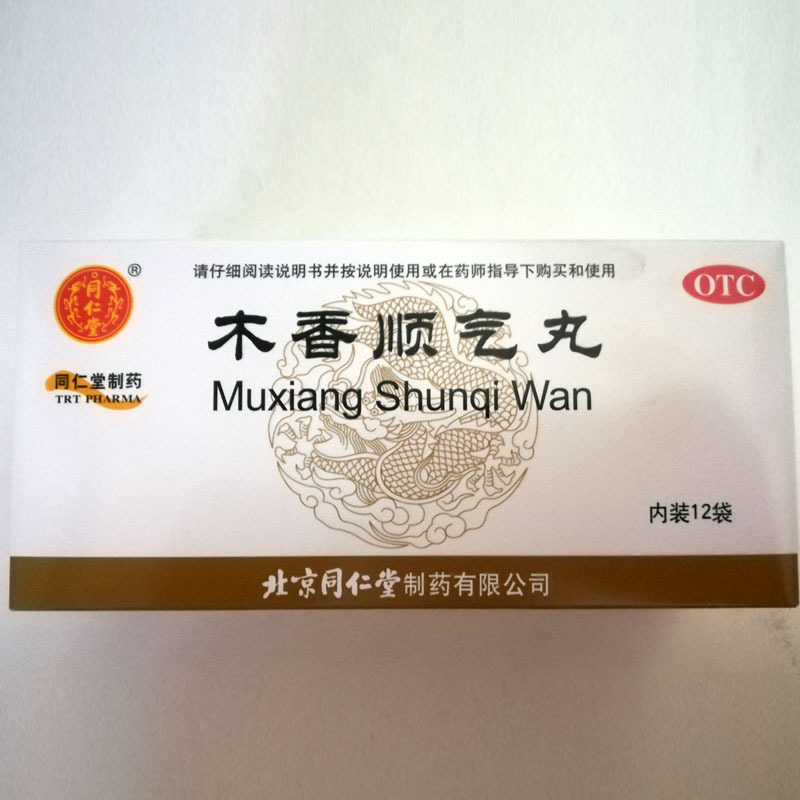 请仔细阅读说明书并按说明使用或在药师指导下购买和使用
同仁堂
®
OTC
木香顺气丸
Muxiang Shunqi Wan
同仁堂制药
TRT PHARMA
内装12袋
北京同仁堂制药有限公司